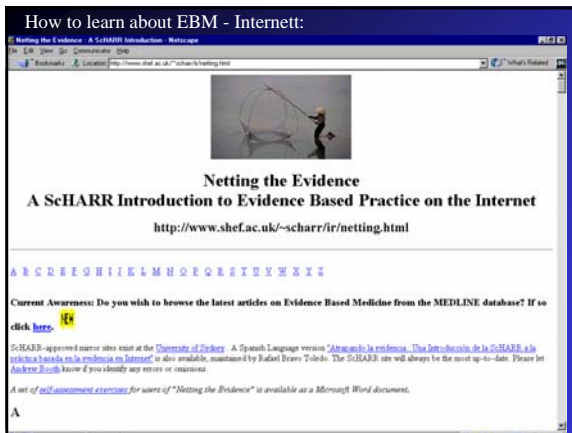 How to learn about EBM - Internett:
Netting the Evidence : A ScHARR Introduction - Netscape
File Edit View Go Communicator Help
Bookmarks Location: http://www.shef.ac.uk/~scharr/ir/netting.html What's Related
Netting the Evidence
A ScHARR Introduction to Evidence Based Practice on the Internet
http://www.shef.ac.uk/~scharr/ir/netting.html
A B C D E F G H I J K L M N O P Q R S T U V W X Y Z
Current Awareness: Do you wish to browse the latest articles on Evidence Based Medicine from the MEDLINE database? If so
click here. NEW
ScHARR-approved mirror sites exist at the University of Sydney. A Spanish Language version "Atrapando la evidencia : Una Introducción de la ScHARR a la
práctica basada en la evidencia en Internet" is also available, maintained by Rafael Bravo Toledo. The ScHARR site will always be the most up-to-date. Please let
Andrew Booth know if you identify any errors or omissions.
A set of self-assessment exercises for users of "Netting the Evidence" is available as a Microsoft Word document.
A